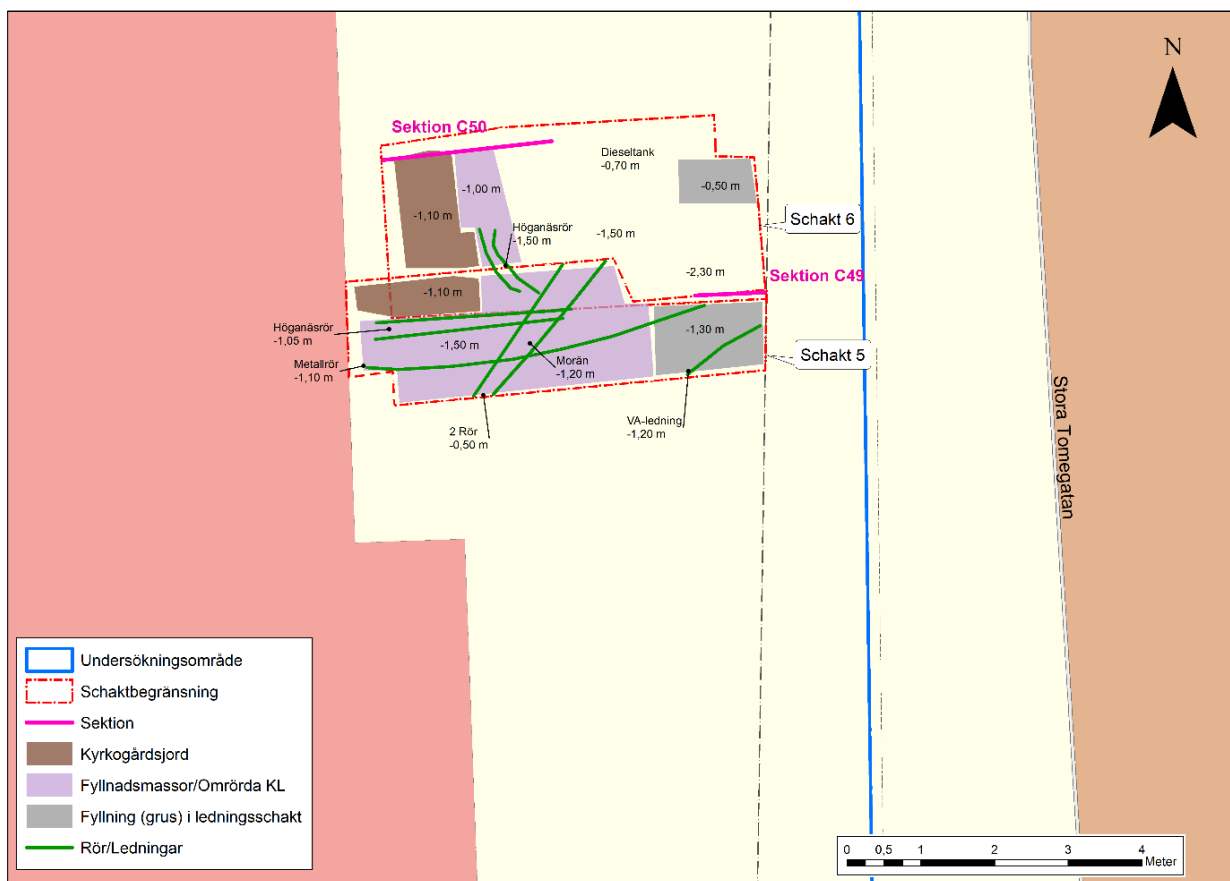 N
Sektion C50
Dieseltank
-0,70 m
-1,00 m
-0,50 m
-1,10 m
Schakt 6
Höganäsrör
-1,50 m
-1,50 m
-2,30 m
Sektion C49
-1,10 m
Höganäsrör
-1,05 m
-1,30 m
-1,50 m
Schakt 5
Metallrör
-1,10 m
Morän
-1,20 m
2 Rör
-0,50 m
VA-ledning
-1,20 m
Stora Tomegatan
Undersökningsområde
Schaktbegränsning
Sektion
Kyrkogårdsjord
Fyllnadsmassor/Omrörda KL
Fyllning (grus) i ledningsschakt
Rör/Ledningar
0 0,5 1 2 3 4
Meter